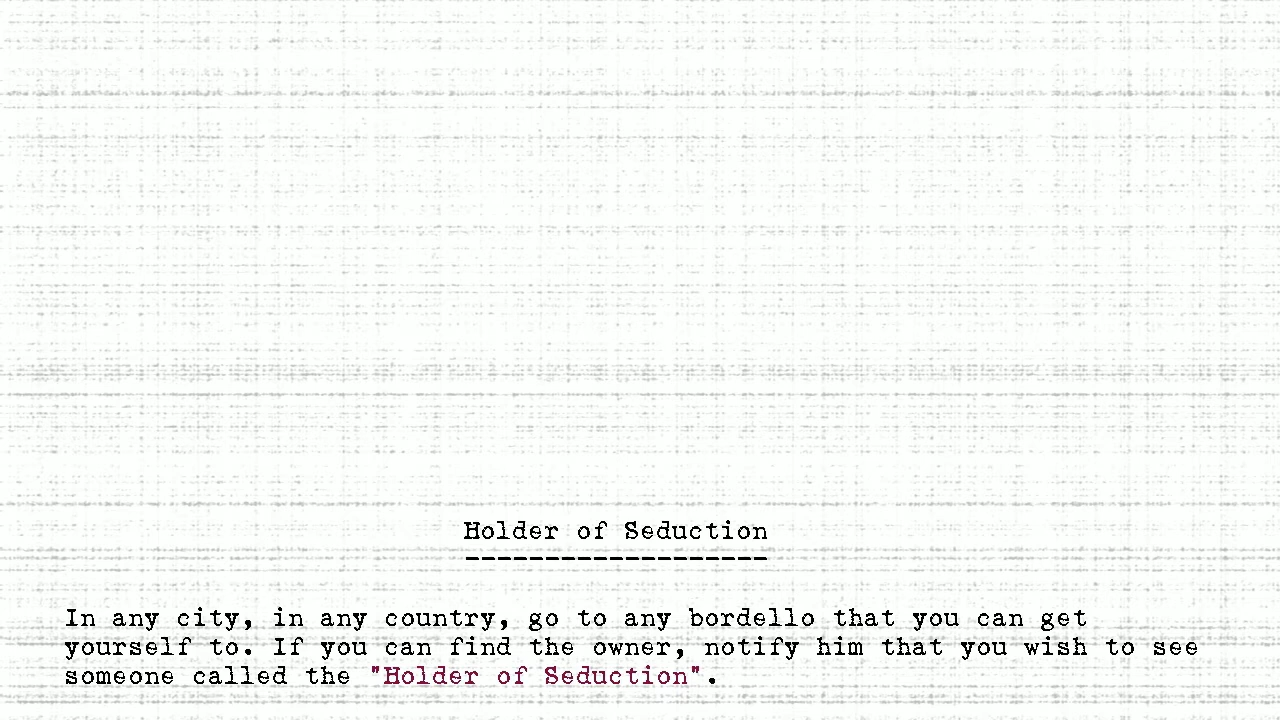 Holder of Seduction
-------------------
In any city, in any country, go to any bordello that you can get
yourself to. If you can find the owner, notify him that you wish to see
someone called the "Holder of Seduction".